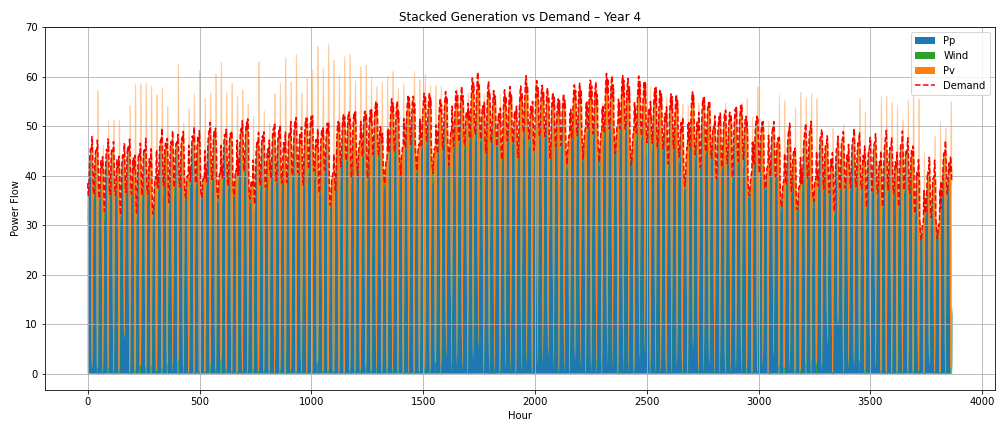 Stacked Generation vs Demand – Year 4
Power Flow
70
60
50
40
30
20
10
0
Pp
Wind
Pv
Demand
0 500 1000 1500 2000 2500 3000 3500 4000
Hour